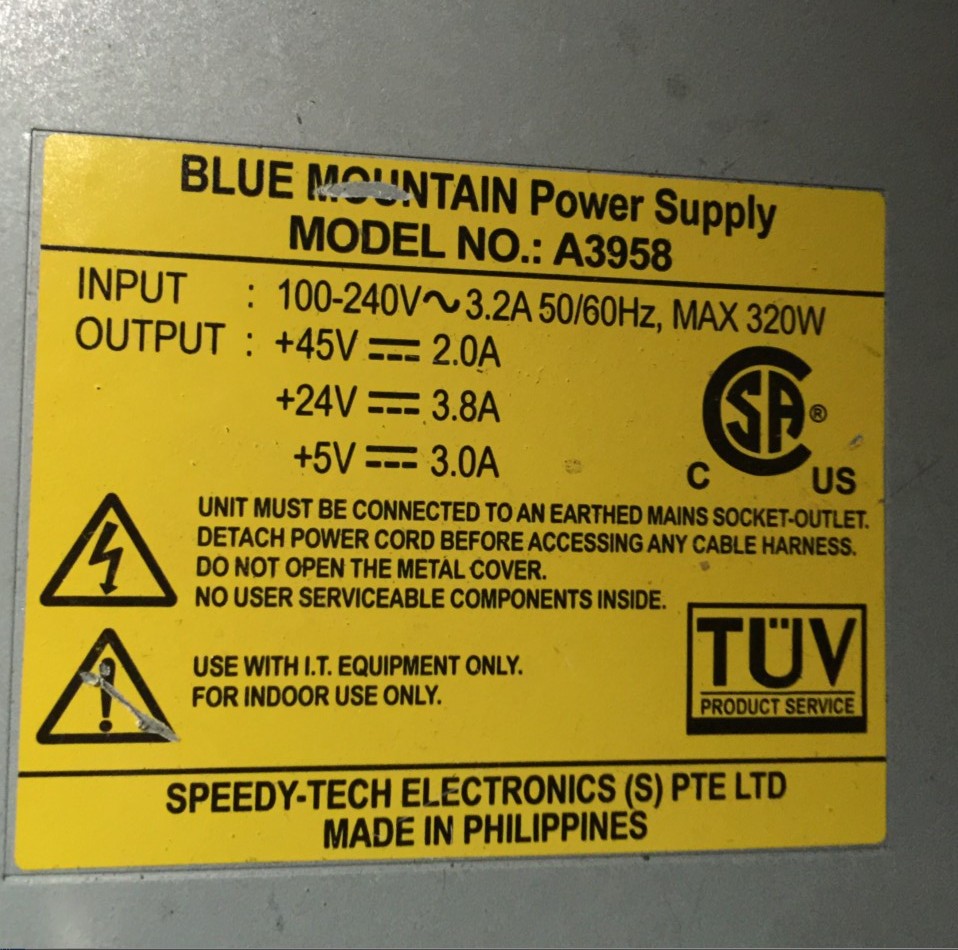 BLUE MOUNTAIN Power Supply
MODEL NO.: A3958
INPUT : 100-240V～3.2A 50/60Hz, MAX 320W
OUTPUT : +45V ⎓ 2.0A
+24V ⎓ 3.8A
+5V ⎓ 3.0A
CSA®
C US
UNIT MUST BE CONNECTED TO AN EARTHED MAINS SOCKET-OUTLET.
DETACH POWER CORD BEFORE ACCESSING ANY CABLE HARNESS.
DO NOT OPEN THE METAL COVER.
NO USER SERVICEABLE COMPONENTS INSIDE.
USE WITH I.T. EQUIPMENT ONLY.
FOR INDOOR USE ONLY.
TÜV
PRODUCT SERVICE
SPEEDY-TECH ELECTRONICS (S) PTE LTD
MADE IN PHILIPPINES